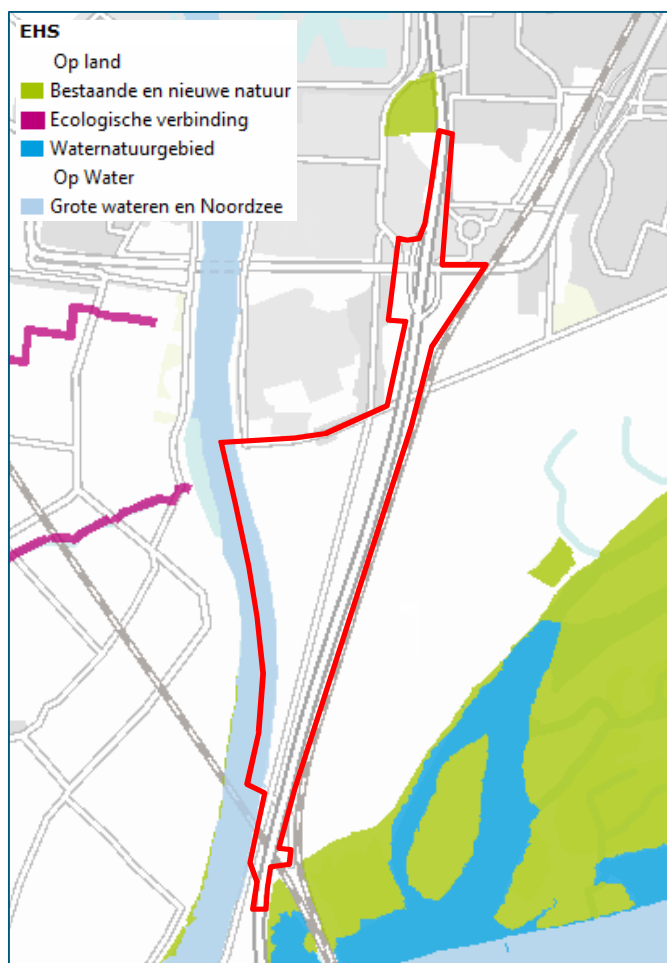 EHS
Op land
Bestaande en nieuwe natuur
Ecologische verbinding
Waternatuurgebied
Op Water
Grote wateren en Noordzee